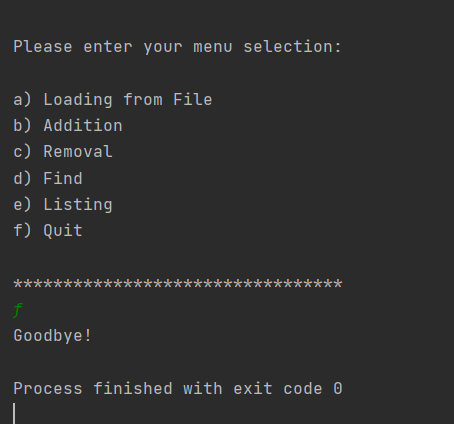 Please enter your menu selection:
a) Loading from File
b) Addition
c) Removal
d) Find
e) Listing
f) Quit
*********************************
f
Goodbye!
Process finished with exit code 0